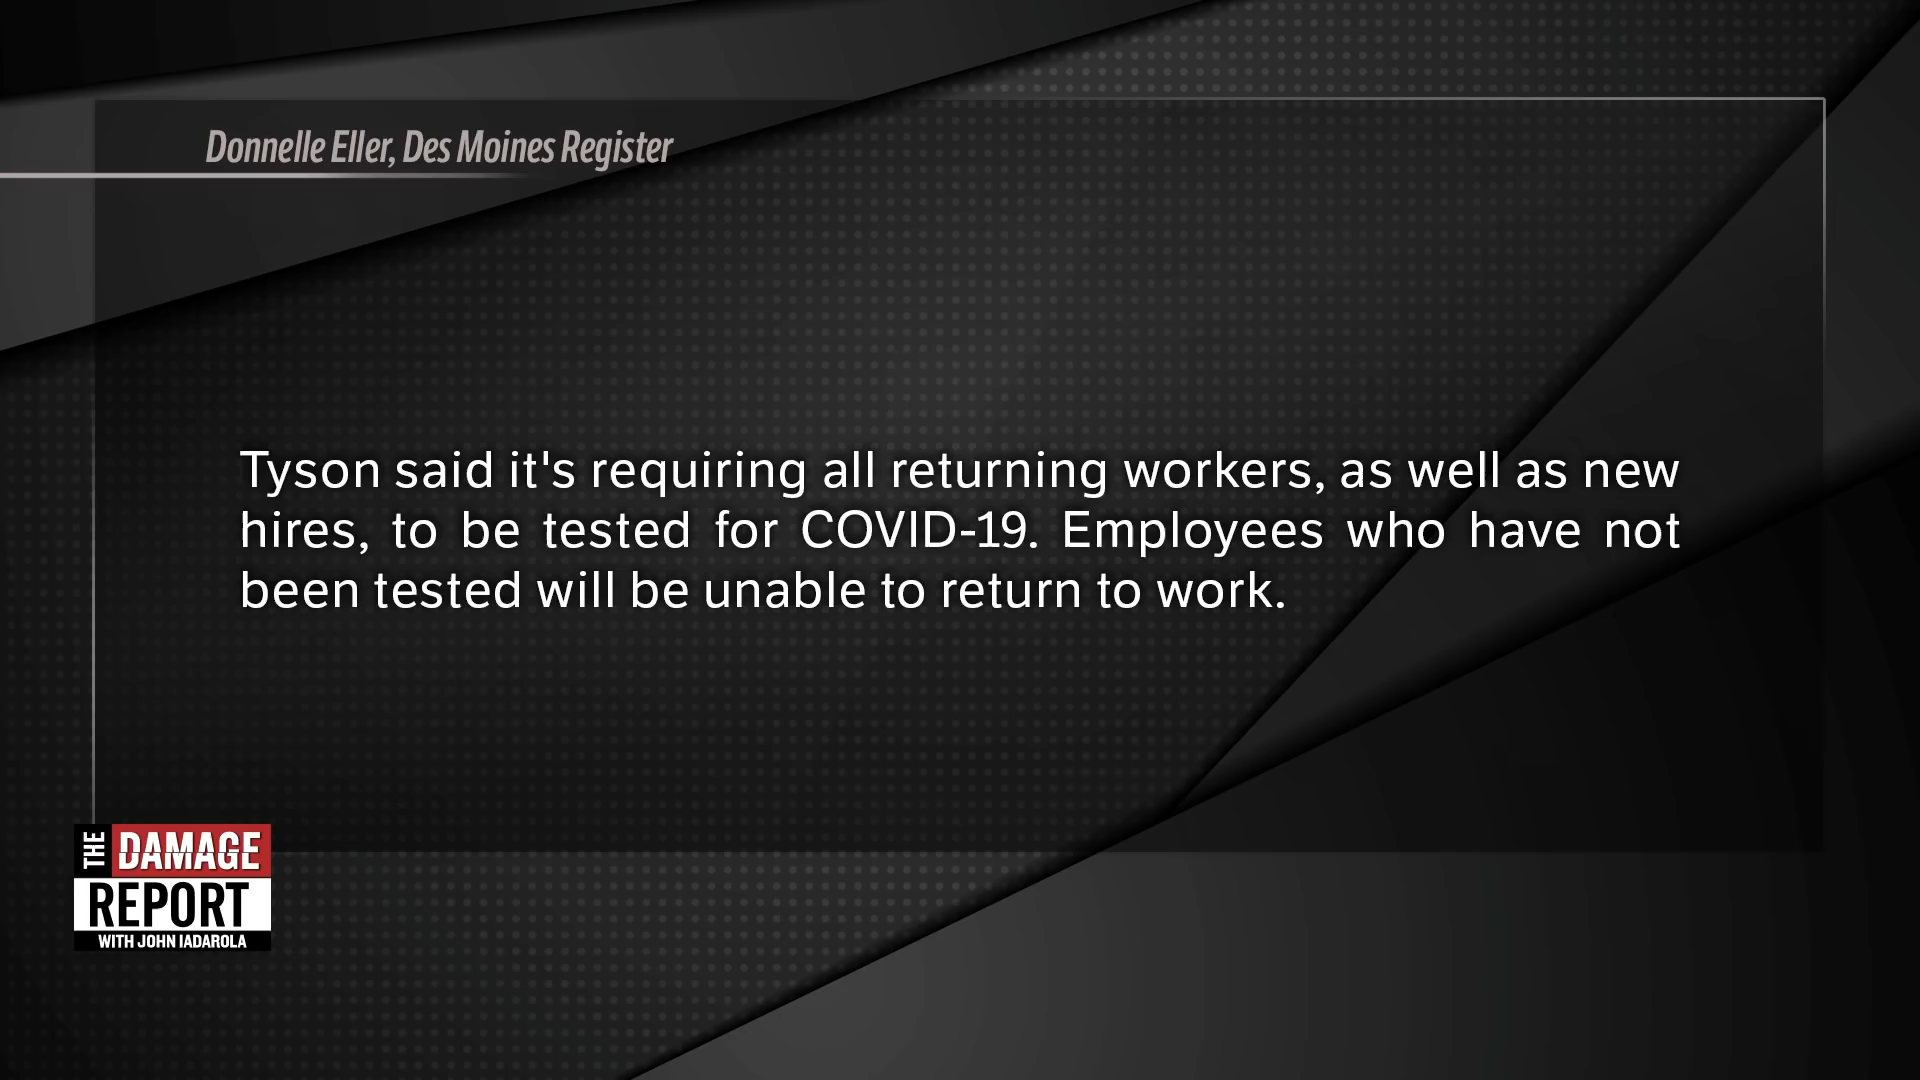 Donnelle Eller, Des Moines Register
Tyson said it's requiring all returning workers, as well as new
hires, to be tested for COVID-19. Employees who have not
been tested will be unable to return to work.
THE DAMAGE
REPORT
WITH JOHN IADAROLA